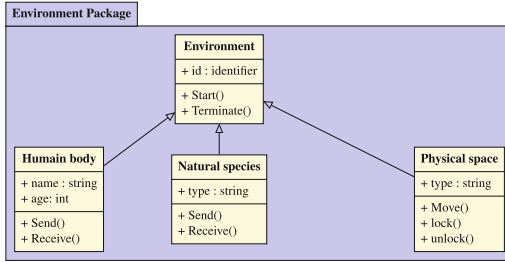 Environment Package
Environment
+ id : identifier
+ Start()
+ Terminate()
Humain body
+ name : string
+ age: int
+ Send()
+ Receive()
Natural species
+ type : string
+ Send()
+ Receive()
Physical space
+ type : string
+ Move()
+ lock()
+ unlock()